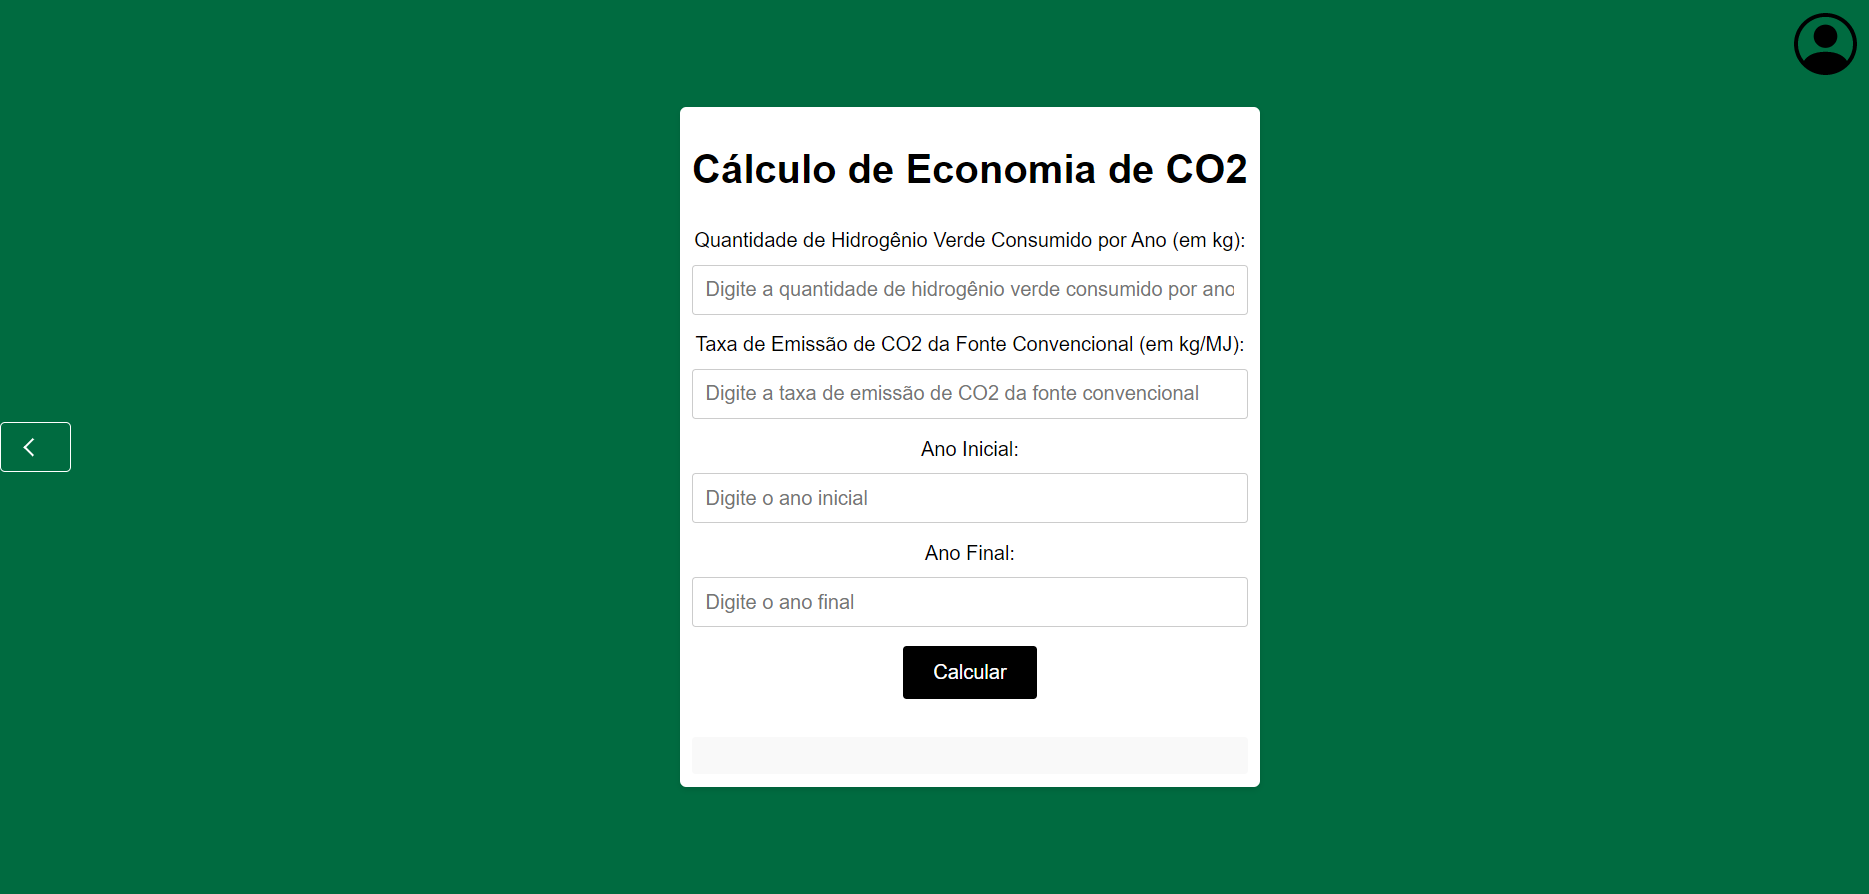 Cálculo de Economia de CO2
Quantidade de Hidrogênio Verde Consumido por Ano (em kg):
Digite a quantidade de hidrogênio verde consumido por ano
Taxa de Emissão de CO2 da Fonte Convencional (em kg/MJ):
Digite a taxa de emissão de CO2 da fonte convencional
Ano Inicial:
Digite o ano inicial
Ano Final:
Digite o ano final
Calcular